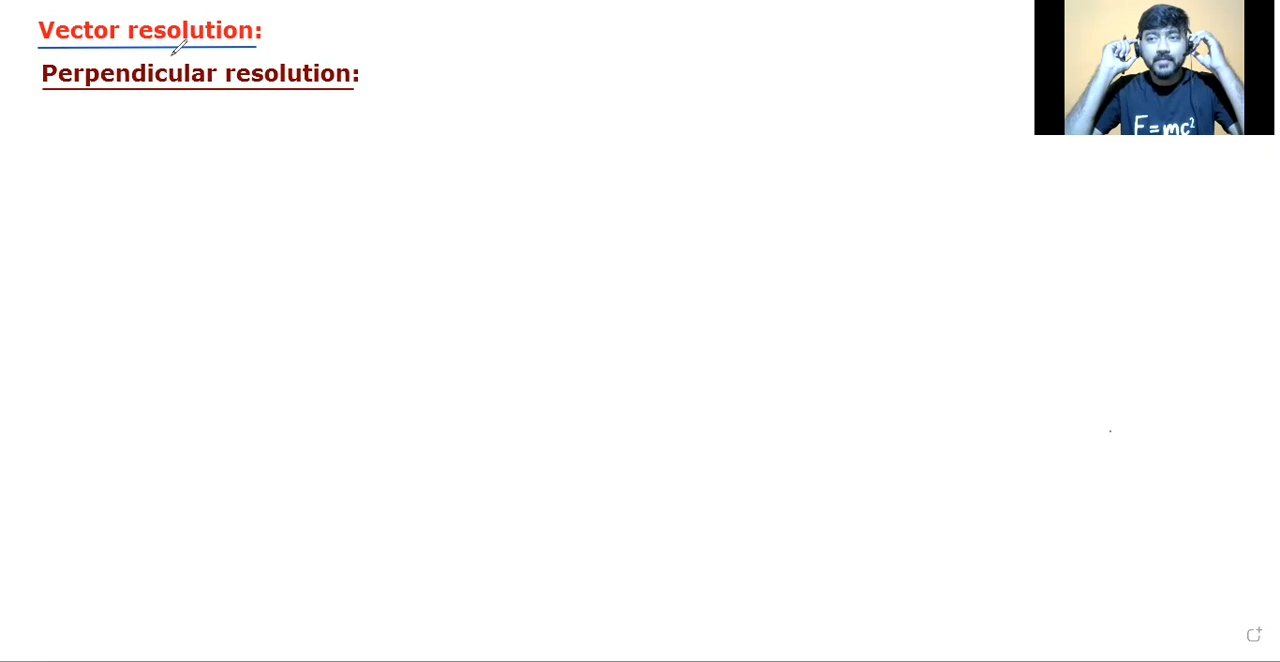 Vector resolution:
Perpendicular resolution:
E = mc²